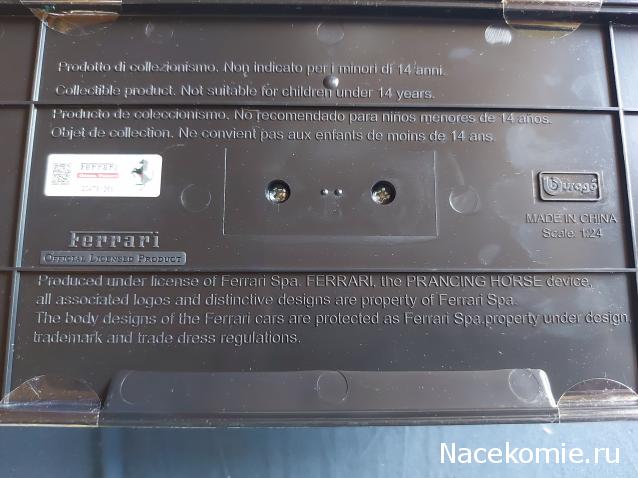 Prodotto di collezionismo. Non indicato per i minori di 14 anni.
Collectible product. Not suitable for children under 14 years.
Producto de coleccionismo. No recomendado para niños menores de 14 años.
Objet de collection. Ne convient pas aux enfants de moins de 14 ans.
Ferrari
Burago
MADE IN CHINA
Scale: 1:24
Ferrari
OFFICIAL LICENSED PRODUCT
Produced under license of Ferrari Spa. FERRARI, the PRANCING HORSE device,
all associated logos and distinctive designs are property of Ferrari Spa.
The body designs of the Ferrari cars are protected as Ferrari Spa.property under design,
trademark and trade dress regulations.
Nacekomie.ru